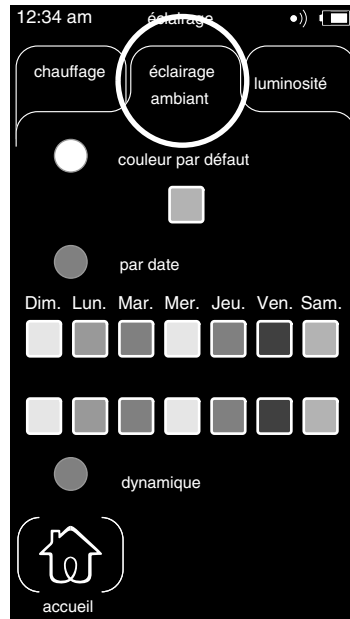 12:34 am éclairage
chauffage
éclairage
ambiant
luminosité
couleur par défaut
par date
Dim. Lun. Mar. Mer. Jeu. Ven. Sam.
dynamique
accueil